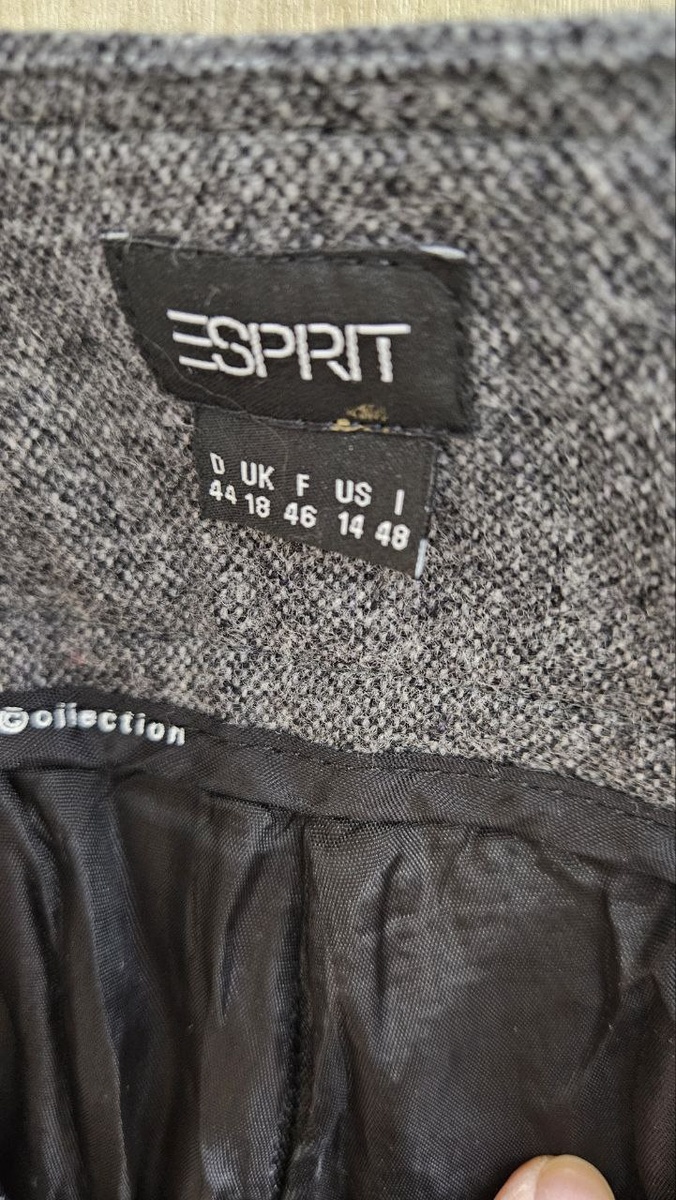 ESPRIT
D UK F US I
44 18 46 14 48
collection